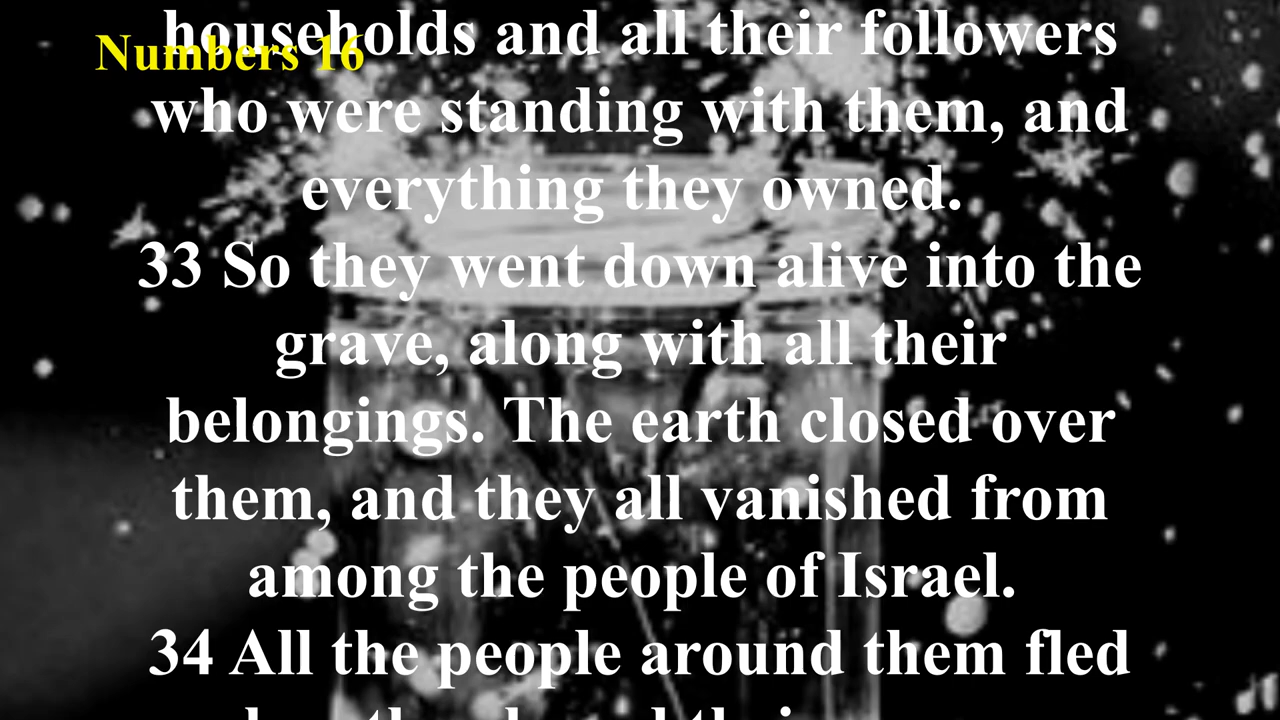 households and all their followers
Numbers 16
who were standing with them, and
everything they owned.
33 So they went down alive into the
grave, along with all their
belongings. The earth closed over
them, and they all vanished from
among the people of Israel.
34 All the people around them fled